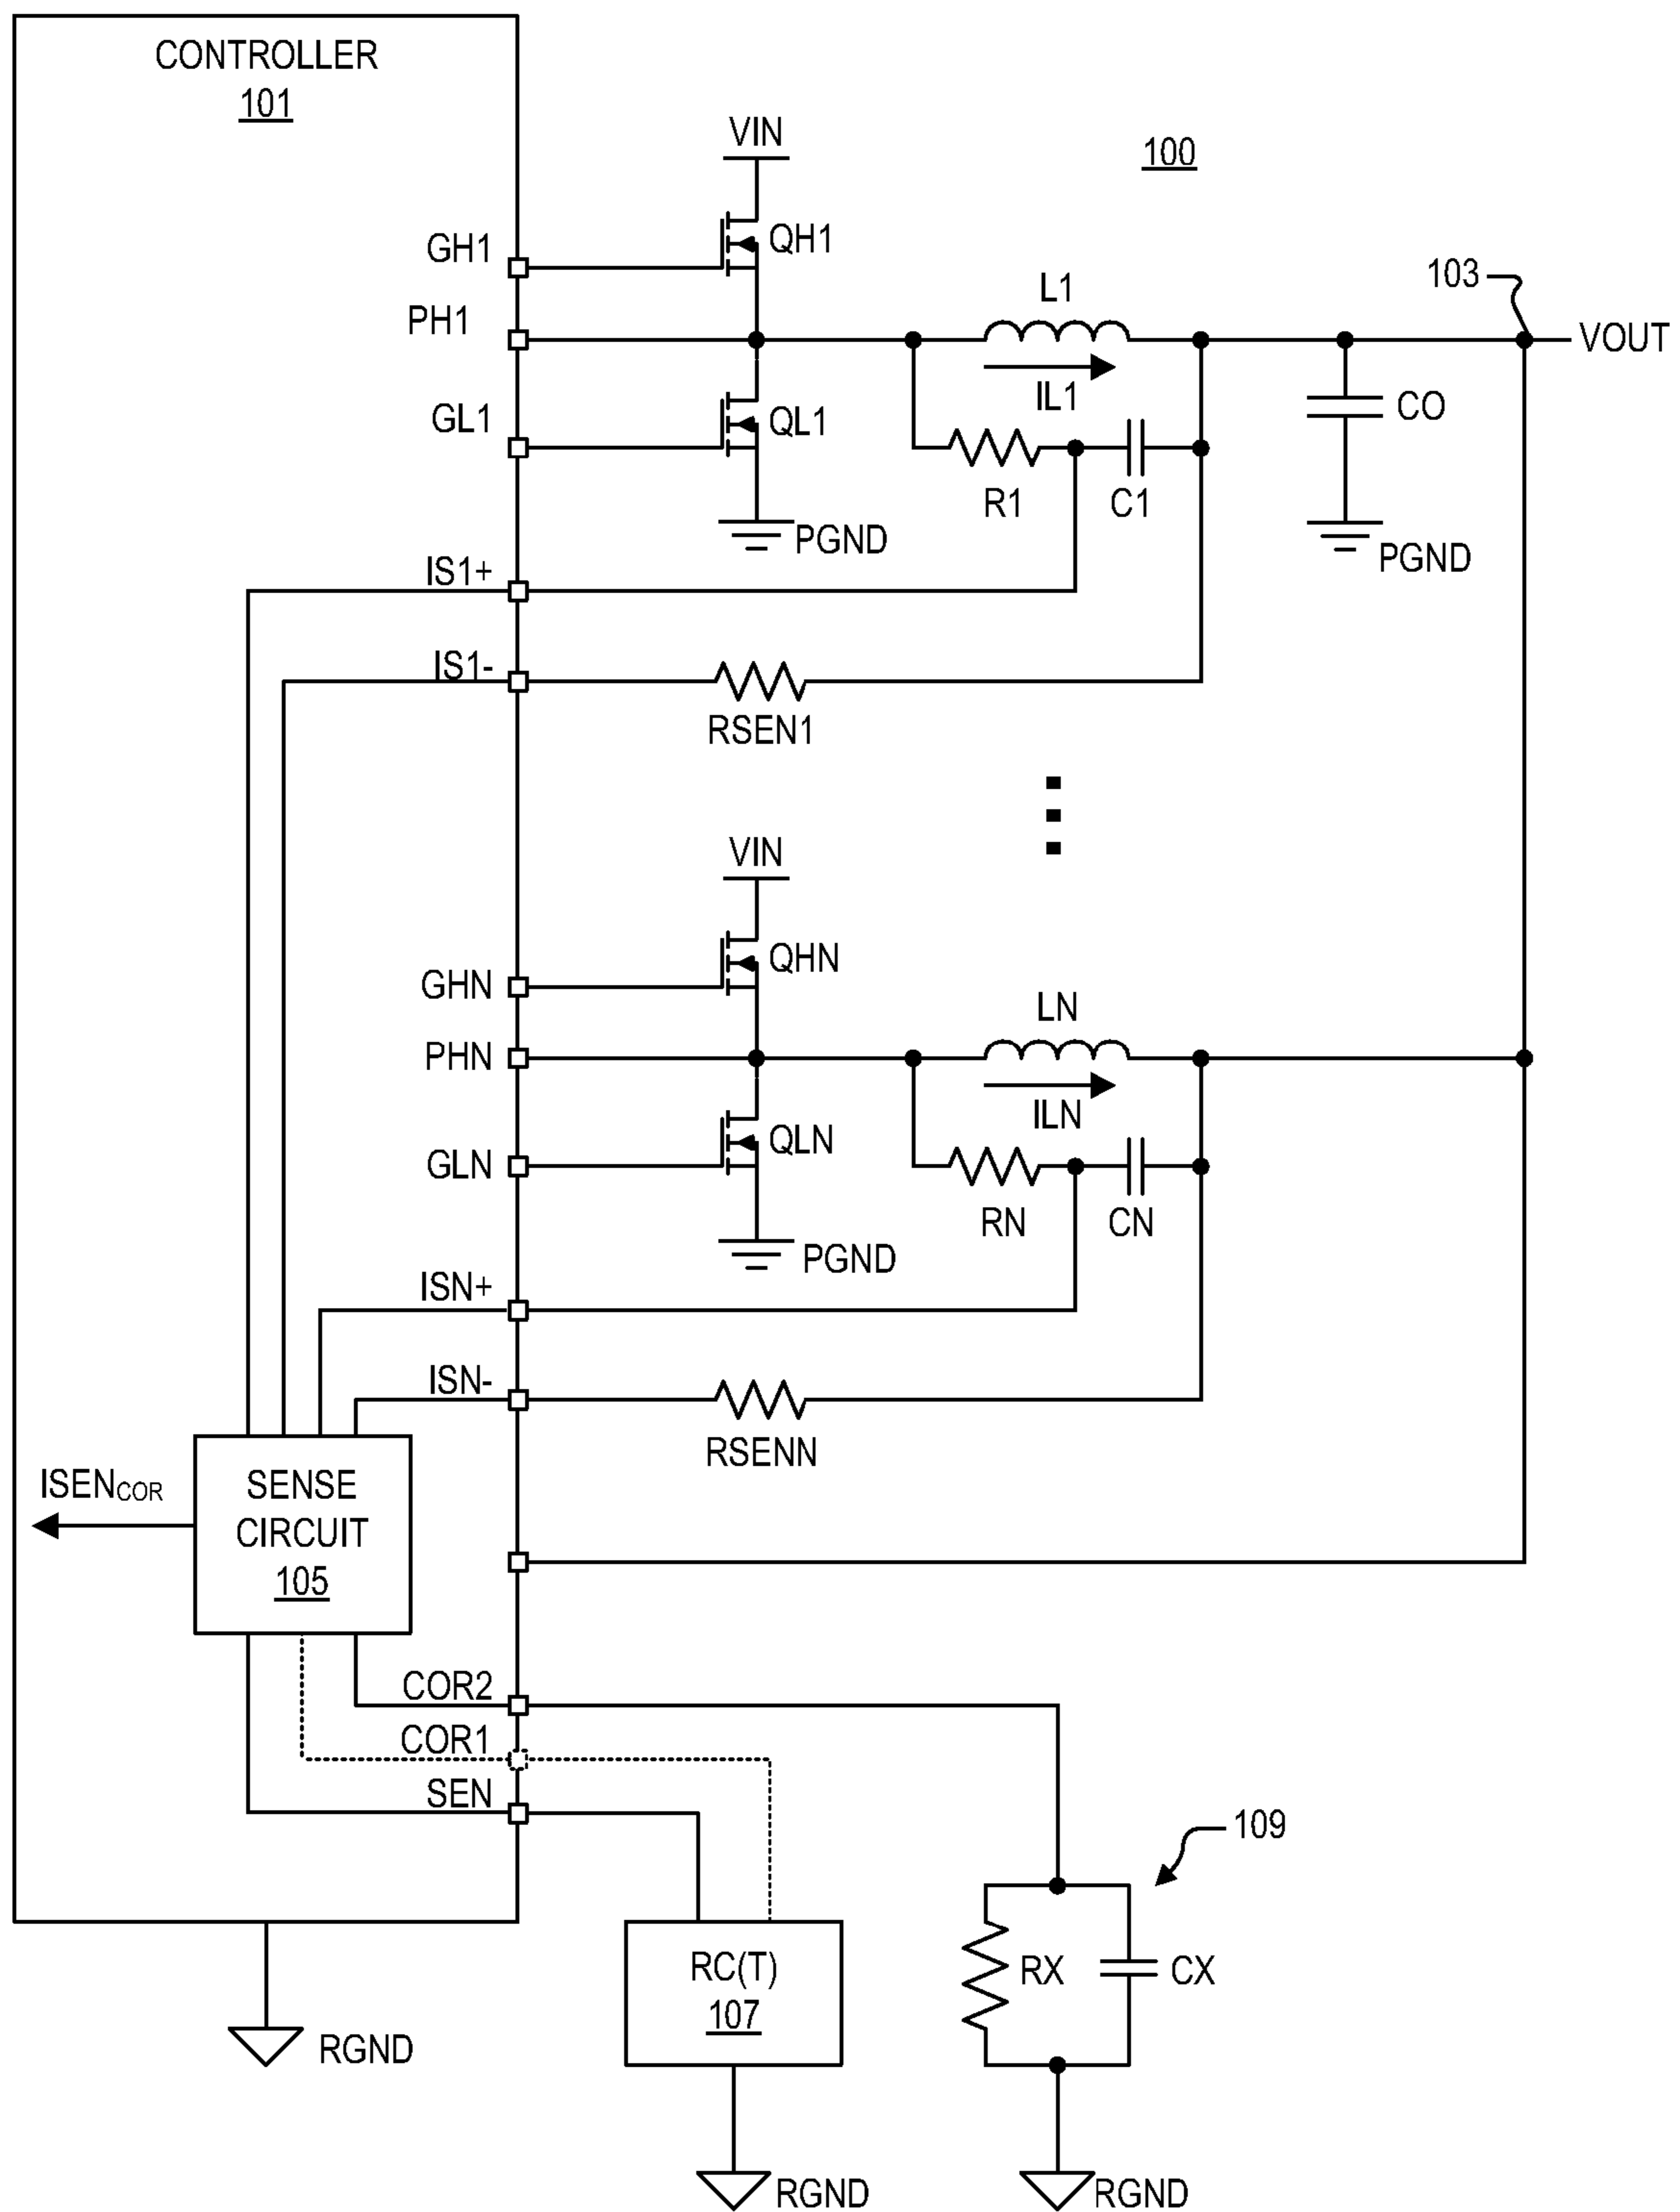 CONTROLLER
101
VIN
100
GH1
QH1
PH1
L1
103
VOUT
IL1
GL1
QL1
R1
C1
CO
PGND
PGND
IS1+
IS1-
RSEN1
VIN
GHN
QHN
PHN
LN
ILN
GLN
QLN
RN
CN
PGND
ISN+
ISN-
RSENN
ISENCOR
SENSE
CIRCUIT
105
COR2
COR1
SEN
109
RC(T)
107
RX
CX
RGND
RGND
RGND